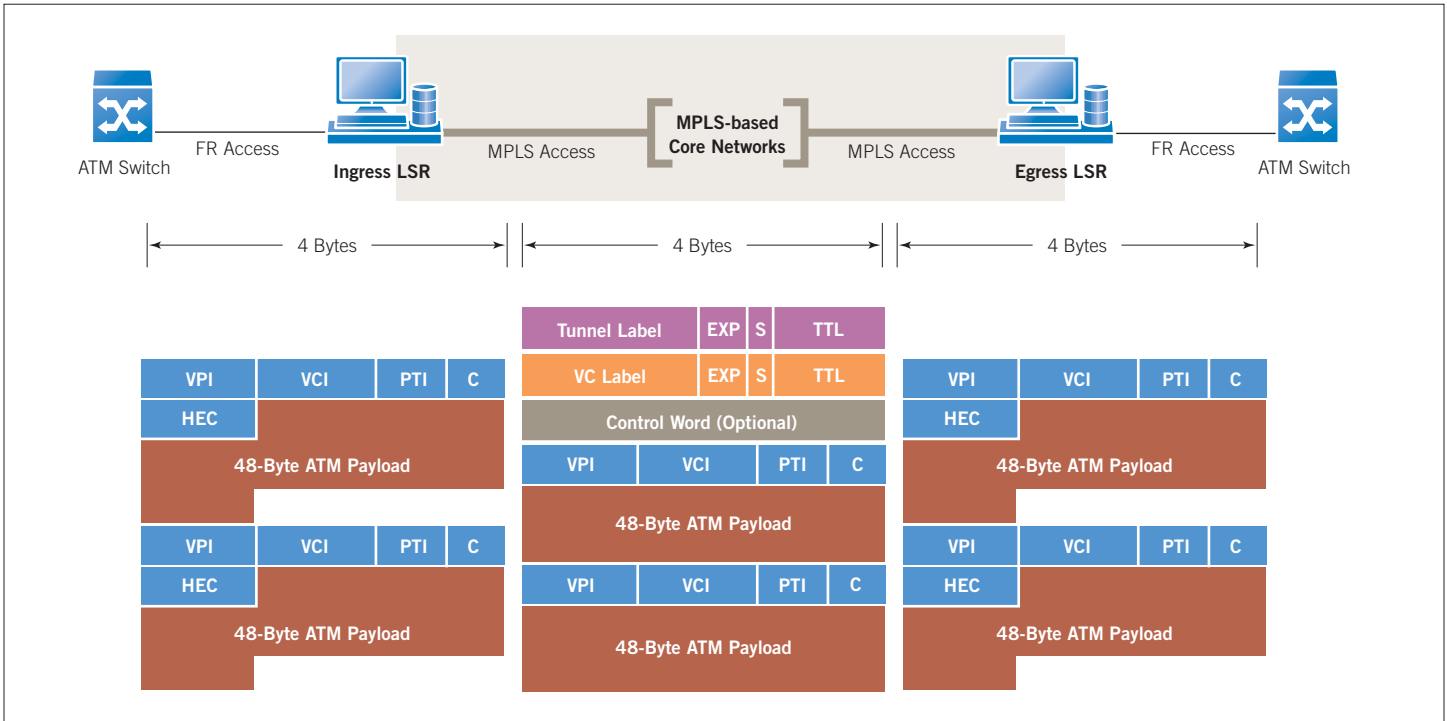 MPLS-based
Core Networks
FR Access
MPLS Access
MPLS Access
FR Access
ATM Switch
Ingress LSR
Egress LSR
ATM Switch
4 Bytes
4 Bytes
4 Bytes
Tunnel Label EXP S TTL
VC Label EXP S TTL
Control Word (Optional)
VPI VCI PTI C
HEC
48-Byte ATM Payload
VPI VCI PTI C
HEC
48-Byte ATM Payload
VPI VCI PTI C
48-Byte ATM Payload
VPI VCI PTI C
48-Byte ATM Payload
VPI VCI PTI C
HEC
48-Byte ATM Payload
VPI VCI PTI C
HEC
48-Byte ATM Payload